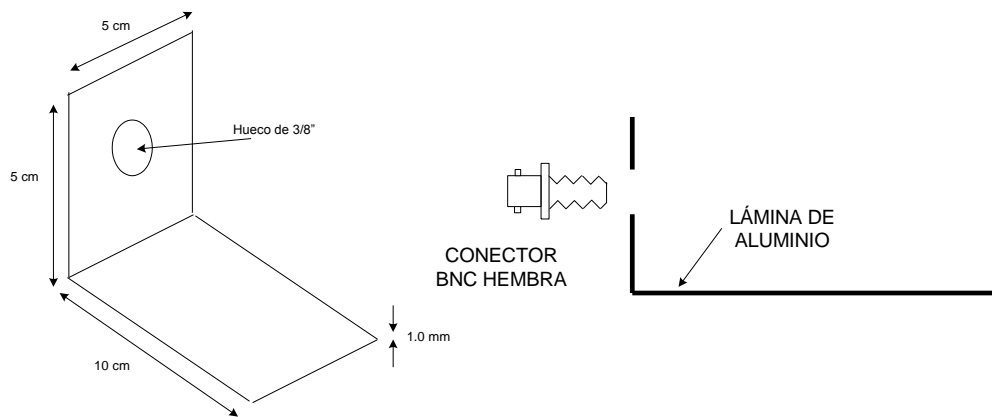 5 cm
Hueco de 3/8”
5 cm
10 cm
1.0 mm
CONECTOR
BNC HEMBRA
LÁMINA DE
ALUMINIO